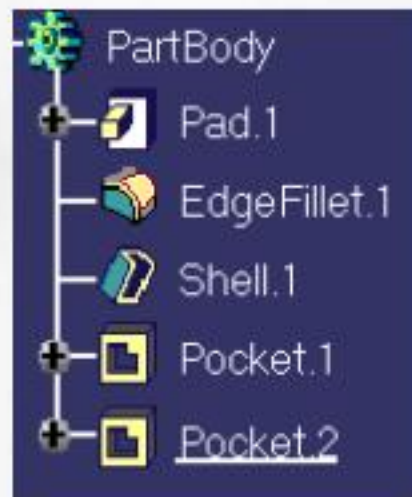 PartBody
Pad.1
EdgeFillet.1
Shell.1
Pocket.1
Pocket.2